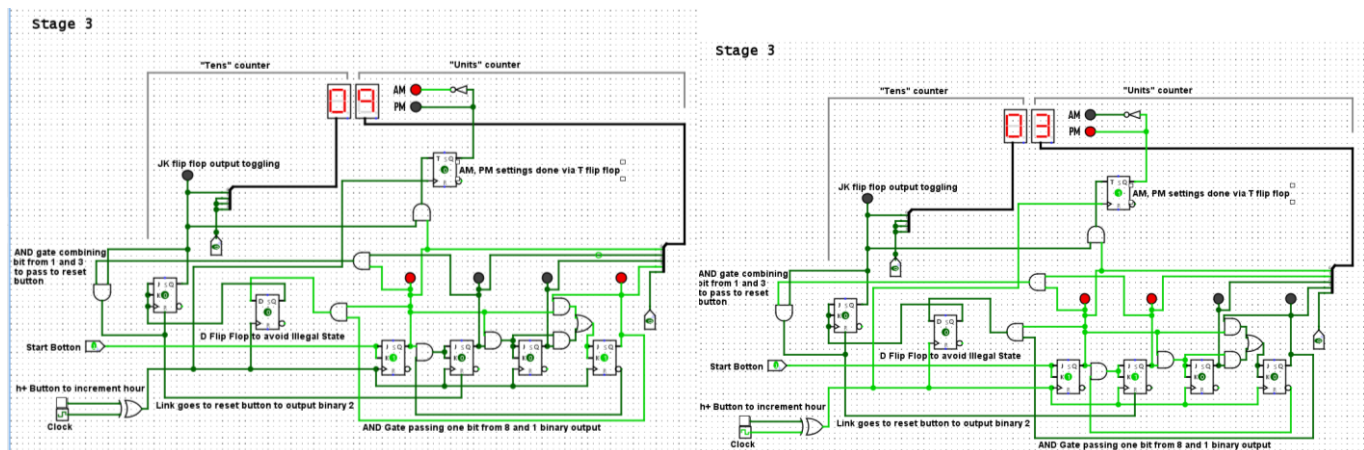 Stage 3
"Tens" counter
"Units" counter
09
AM
PM
JK flip flop output toggling
T S Q
AM, PM settings done via T flip flop
AND gate combining
bit from 1 and 3
to pass to reset
button
J S Q
K
D S Q
D Flip Flop to avoid Illegal State
Start Botton
J S Q
K
J S Q
K
J S Q
K
J S Q
K
h+ Button to increment hour
Link goes to reset button to output binary 2
Clock
AND Gate passing one bit from 8 and 1 binary output
Stage 3
"Tens" counter
"Units" counter
03
AM
PM
JK flip flop output toggling
T S Q
AM, PM settings done via T flip flop
AND gate combining
bit from 1 and 3
to pass to reset
button
J S Q
K
D S Q
D Flip Flop to avoid Illegal State
Start Botton
J S Q
K
J S Q
K
J S Q
K
J S Q
K
h+ Button to increment hour
Link goes to reset button to output binary 2
Clock
AND Gate passing one bit from 8 and 1 binary output